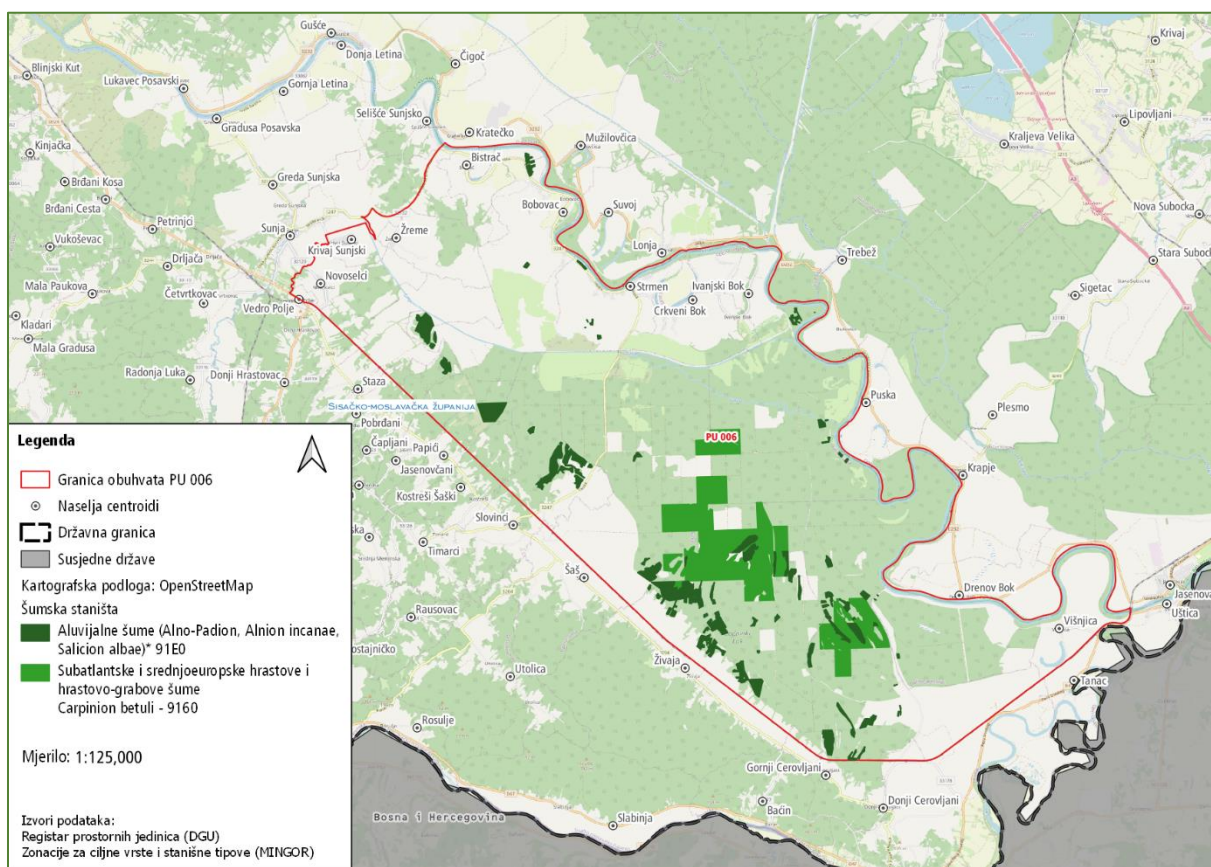 Gušće
Donja Letina
Čigoč
Krivaj
Blinjski Kut
Lukavec Posavski
Gornja Letina
Lipovljani
Gradusa Posavska
Selišće Sunjsko
Kratečko
Mužilovčica
Kraljeva Velika
Kinjačka
Bistrač
Brđani Kosa
Greda Sunjska
Brđani Cesta
Bobovac
Suvoj
Nova Subocka
Petrinjci
Sunja
Žreme
Vukoševac
Krivaj Sunjski
Lonja
Trebež
Drljača
Stara Subocka
Mala Paukova
Četvrtkovac
Novoselci
Strmen
Ivanjski Bok
Sigetac
Vedro Polje
Crkveni Bok
Kladari
Mala Gradusa
Radonja Luka
Donji Hrastovac
Staza
Puska
Plesmo
SISAČKO-MOSLAVAČKA ŽUPANIJA
Pobrđani
PU 006
Čapljani
Papići
Jasenovčani
Krapje
Kostreši Šaški
Slovinci
Timarci
Šaš
Drenov Bok
Jasenova
Uštica
Rausovac
Višnjica
Utolica
Živaja
Tanac
Rosulje
Gornji Cerovljani
Bačin
Donji Cerovljani
Slabinja
Bosna i Hercegovina
Legenda
Granica obuhvata PU 006
Naselja centroidi
Državna granica
Susjedne države
Kartografska podloga: OpenStreetMap
Šumska staništa
Aluvijalne šume (Alno-Padion, Alnion incanae,
Salicion albae)* 91E0
Subatlantske i srednjoeuropske hrastove i
hrastovo-grabove šume
Carpinion betuli - 9160
Mjerilo: 1:125,000
Izvori podataka:
Registar prostornih jedinica (DGU)
Zonacije za ciljne vrste i stanišne tipove (MINGOR)